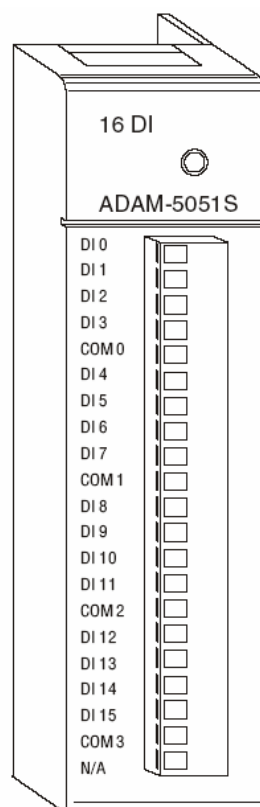 16 DI
ADAM-5051S
DI 0
DI 1
DI 2
DI 3
COM 0
DI 4
DI 5
DI 6
DI 7
COM 1
DI 8
DI 9
DI 10
DI 11
COM 2
DI 12
DI 13
DI 14
DI 15
COM 3
N/A